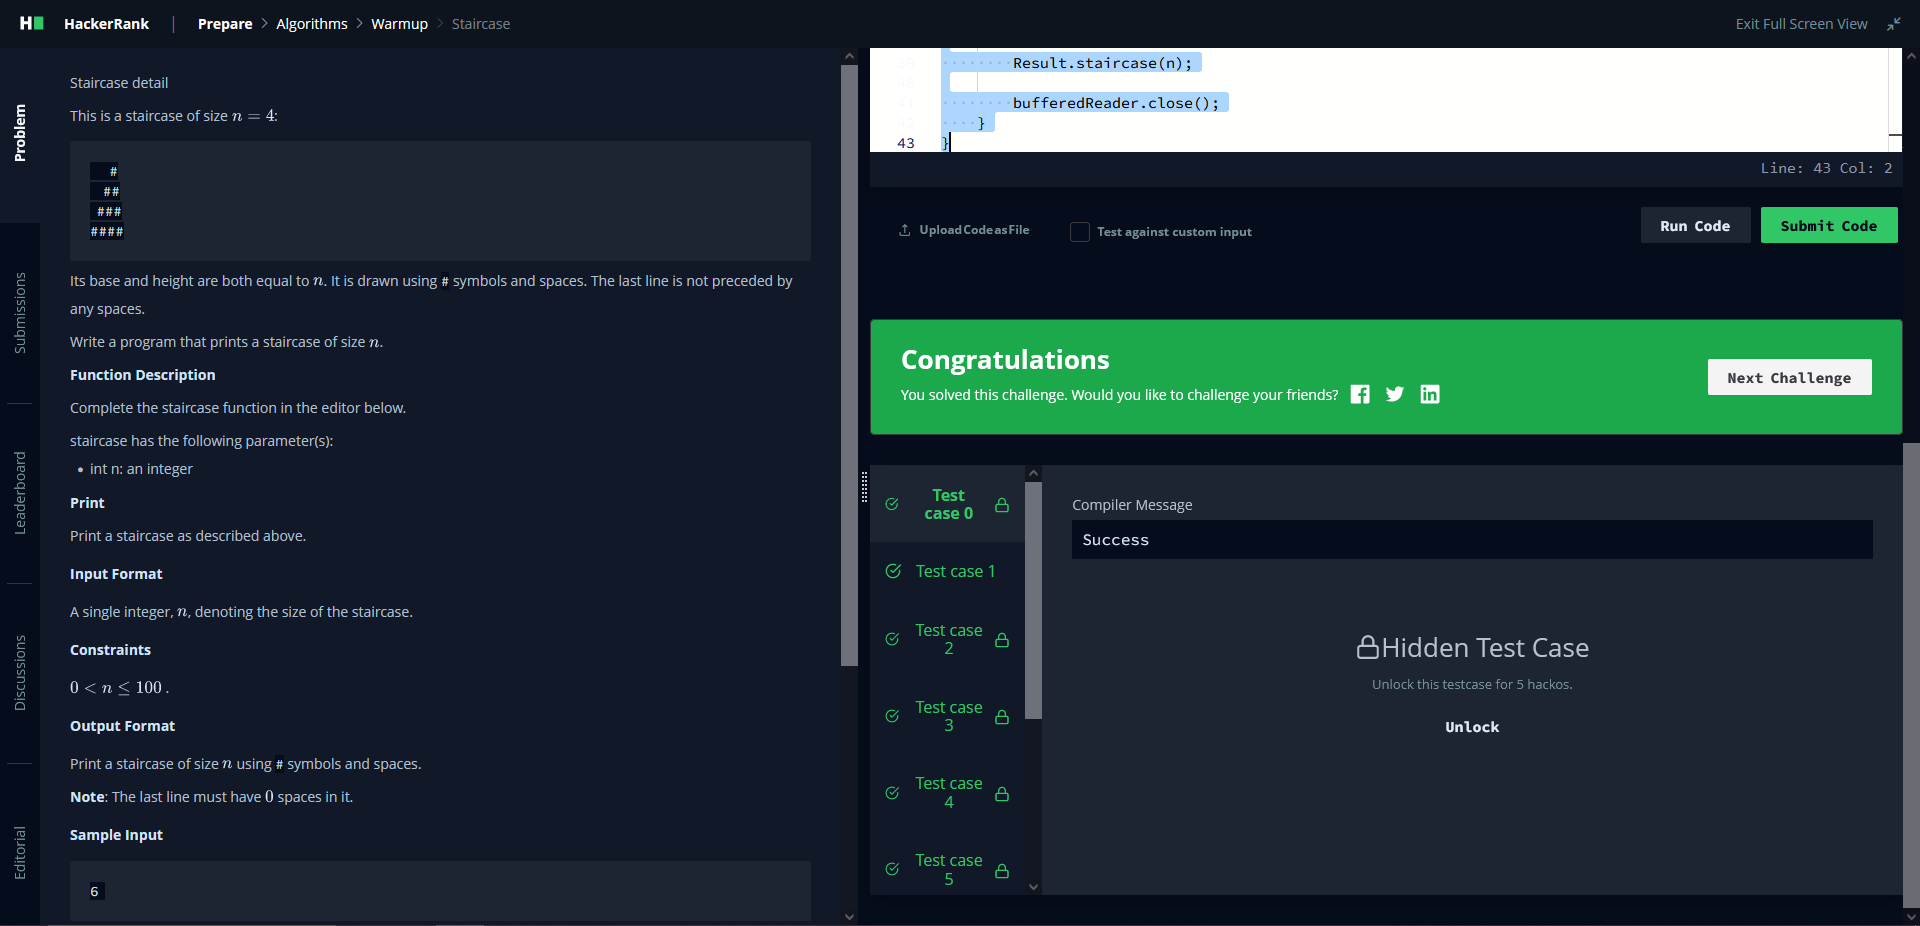 HackerRank | Prepare > Algorithms > Warmup > Staircase
Exit Full Screen View
Problem
Submissions
Leaderboard
Discussions
Editorial
Staircase detail
This is a staircase of size n = 4:
   #
  ##
 ###
####
Its base and height are both equal to n. It is drawn using # symbols and spaces. The last line is not preceded by
any spaces.
Write a program that prints a staircase of size n.
Function Description
Complete the staircase function in the editor below.
staircase has the following parameter(s):
• int n: an integer
Print
Print a staircase as described above.
Input Format
A single integer, n, denoting the size of the staircase.
Constraints
0 < n ≤ 100 .
Output Format
Print a staircase of size n using # symbols and spaces.
Note: The last line must have 0 spaces in it.
Sample Input
6
39 Result.staircase(n);
40
41 bufferedReader.close();
42 }
43 }
Line: 43 Col: 2
Upload Code as File
Test against custom input
Run Code
Submit Code
Congratulations
You solved this challenge. Would you like to challenge your friends?
Next Challenge
Test
case 0
Test case 1
Test case
2
Test case
3
Test case
4
Test case
5
Compiler Message
Success
Hidden Test Case
Unlock this testcase for 5 hackos.
Unlock